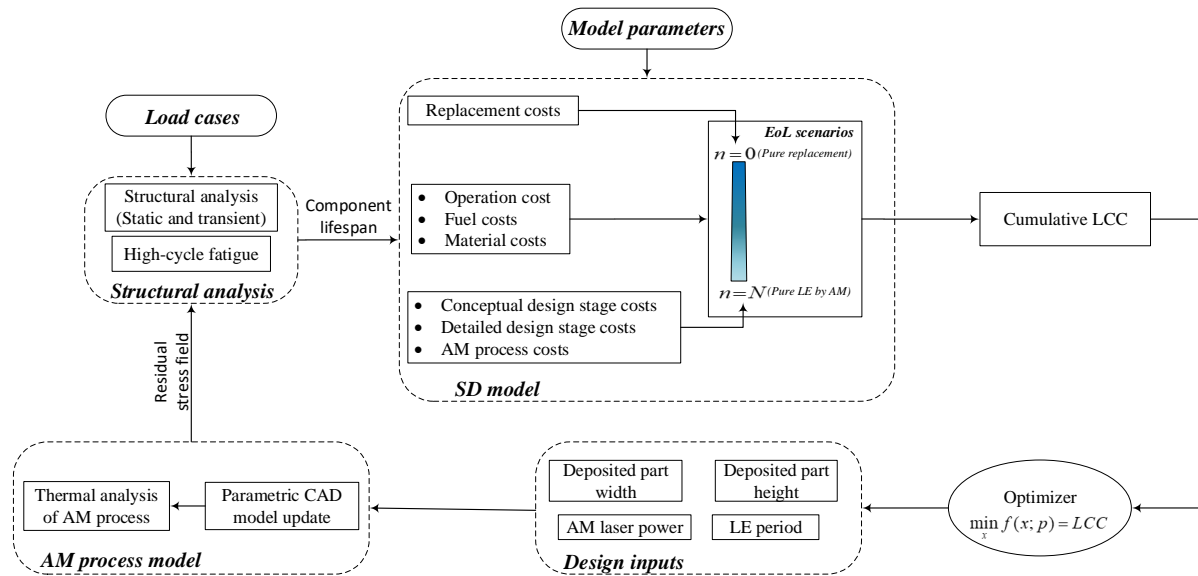 Model parameters
Load cases
Structural analysis
(Static and transient)
High-cycle fatigue
Structural analysis
Component
lifespan
Replacement costs
• Operation cost
• Fuel costs
• Material costs
• Conceptual design stage costs
• Detailed design stage costs
• AM process costs
EoL scenarios
n=0 (Pure replacement)
n=N (Pure LE by AM)
SD model
Cumulative LCC
Residual
stress field
Thermal analysis
of AM process
Parametric CAD
model update
AM process model
Deposited part
width
Deposited part
height
AM laser power
LE period
Design inputs
Optimizer
min f(x; p) = LCC
x